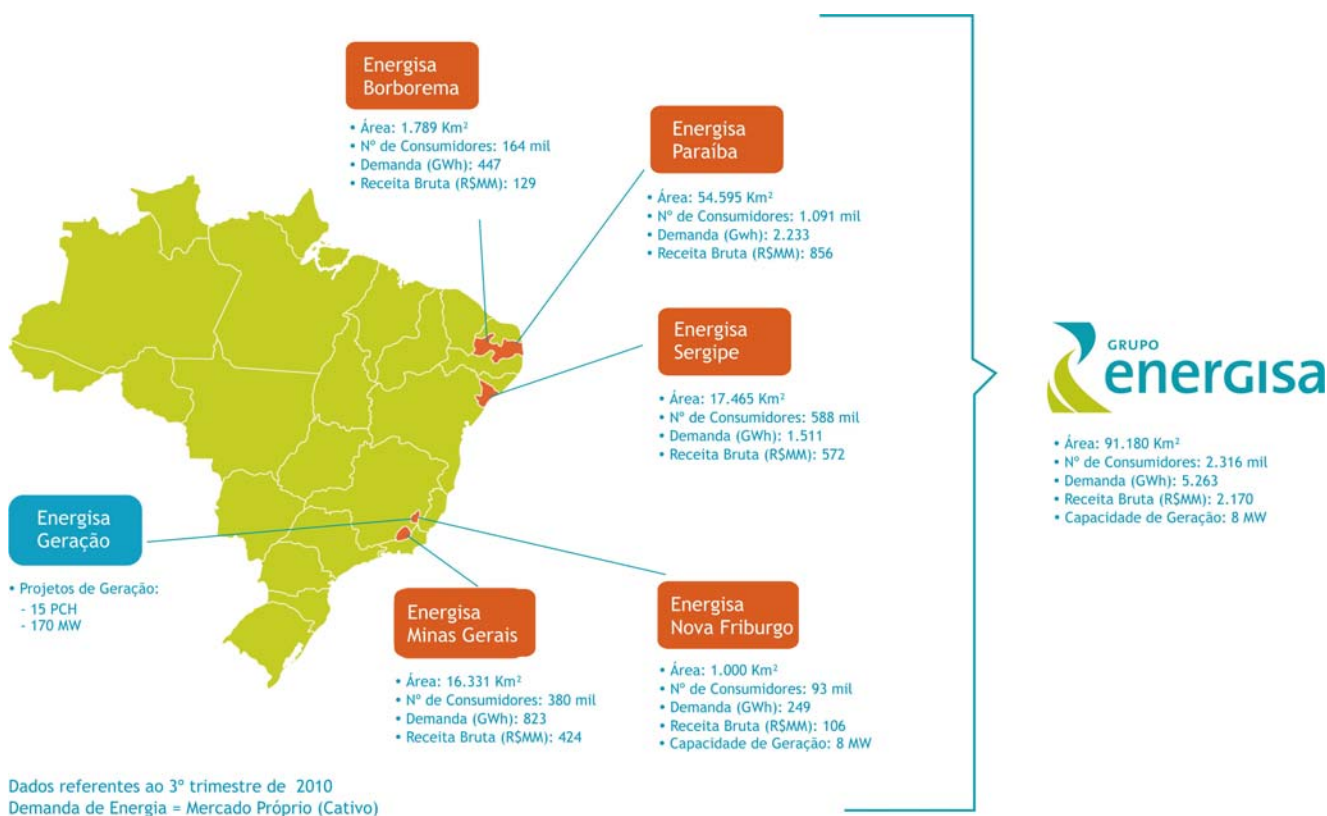 Energisa
Borborema
• Área: 1.789 Km²
• Nº de Consumidores: 164 mil
• Demanda (GWh): 447
• Receita Bruta (R$MM): 129
Energisa
Paraíba
• Área: 54.595 Km²
• Nº de Consumidores: 1.091 mil
• Demanda (Gwh): 2.233
• Receita Bruta (R$MM): 856
Energisa
Sergipe
• Área: 17.465 Km²
• Nº de Consumidores: 588 mil
• Demanda (GWh): 1.511
• Receita Bruta (R$MM): 572
Energisa
Geração
• Projetos de Geração:
- 15 PCH
- 170 MW
Energisa
Minas Gerais
• Área: 16.331 Km²
• Nº de Consumidores: 380 mil
• Demanda (GWh): 823
• Receita Bruta (R$MM): 424
Energisa
Nova Friburgo
• Área: 1.000 Km²
• Nº de Consumidores: 93 mil
• Demanda (GWh): 249
• Receita Bruta (R$MM): 106
• Capacidade de Geração: 8 MW
GRUPO
energisa
• Área: 91.180 Km²
• Nº de Consumidores: 2.316 mil
• Demanda (GWh): 5.263
• Receita Bruta (R$MM): 2.170
• Capacidade de Geração: 8 MW
Dados referentes ao 3º trimestre de 2010
Demanda de Energia = Mercado Próprio (Cativo)